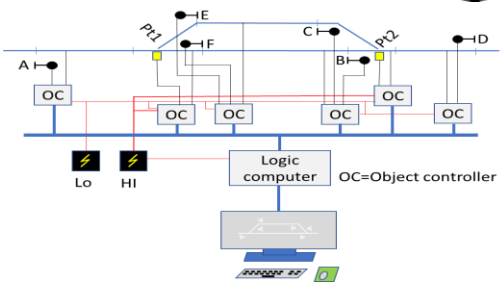 E
Pt1
F
C
Pt2
D
A
B
OC
OC
OC
OC
OC
OC
Lo
HI
Logic
computer
OC=Object controller